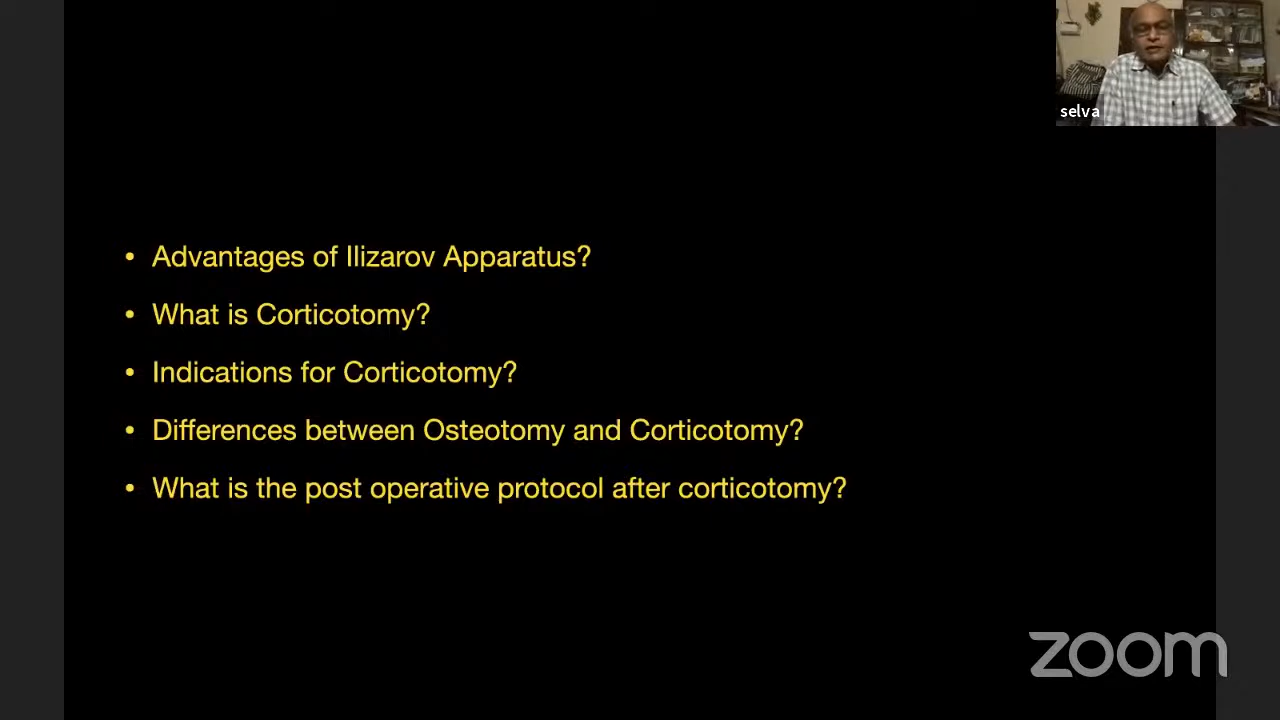 selva
• Advantages of Ilizarov Apparatus?
• What is Corticotomy?
• Indications for Corticotomy?
• Differences between Osteotomy and Corticotomy?
• What is the post operative protocol after corticotomy?
zoom